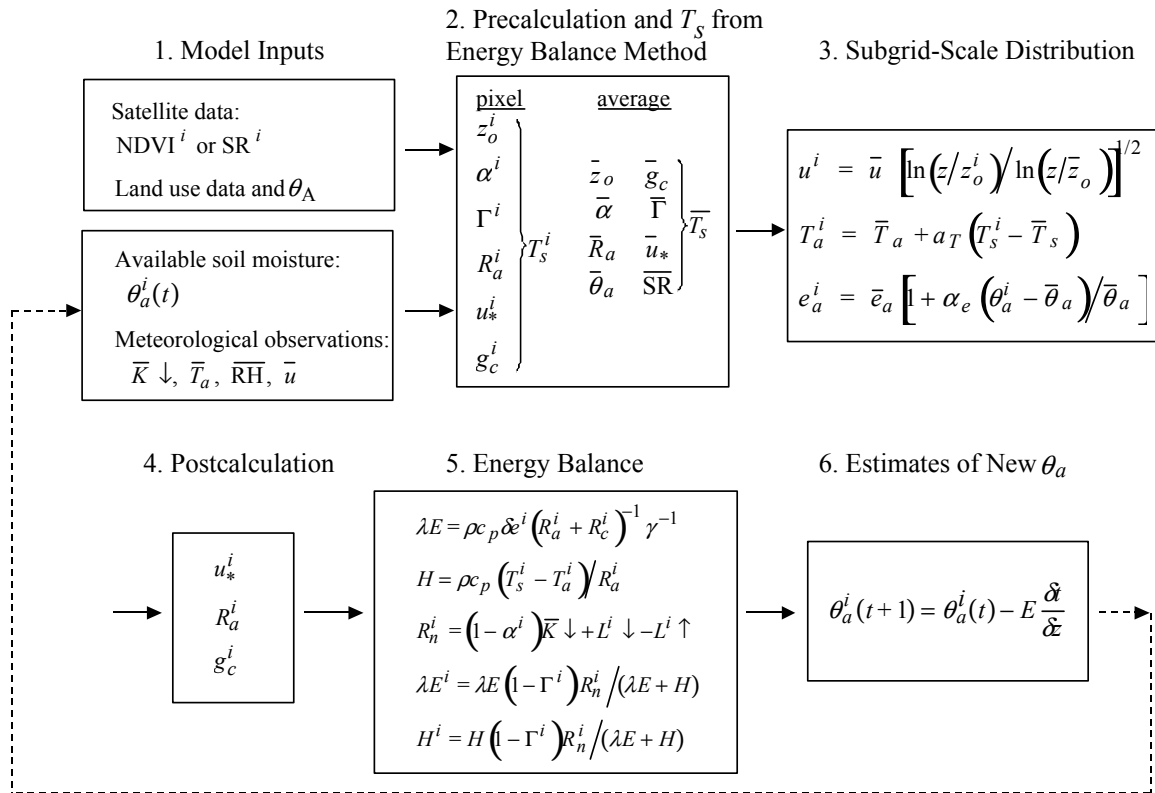 1. Model Inputs
Satellite data:
NDVI^i or SR^i
Land use data and θ_A
Available soil moisture:
θ_a^i(t)
Meteorological observations:
K̅ ↓, T̅_a, R̅H̅, u̅
2. Precalculation and T_s from
Energy Balance Method
pixel average
z_o^i
α^i
Γ^i
R_a^i
u_*^i
g_c^i
T_s^i
z̅_o g̅_c
α̅ Γ̅
R̅_a u̅_*
θ̅_a S̅R̅
T̅_s
3. Subgrid-Scale Distribution
u^i = u̅ [ln(z/z_o^i)/ln(z/z̅_o)]^1/2
T_a^i = T̅_a + a_T (T_s^i − T̅_s)
e_a^i = e̅_a [1 + α_e (θ_a^i − θ̅_a)/θ̅_a]
4. Postcalculation
u_*^i
R_a^i
g_c^i
5. Energy Balance
λE = ρc_p δe^i (R_a^i + R_c^i)^−1 γ^−1
H = ρc_p (T_s^i − T_a^i)/R_a^i
R_n^i = (1 − α^i) K̅ ↓ + L^i ↓ − L^i ↑
λE^i = λE (1 − Γ^i) R_n^i /(λE + H)
H^i = H (1 − Γ^i) R_n^i /(λE + H)
6. Estimates of New θ_a
θ_a^i(t+1) = θ_a^i(t) − E δt/δz